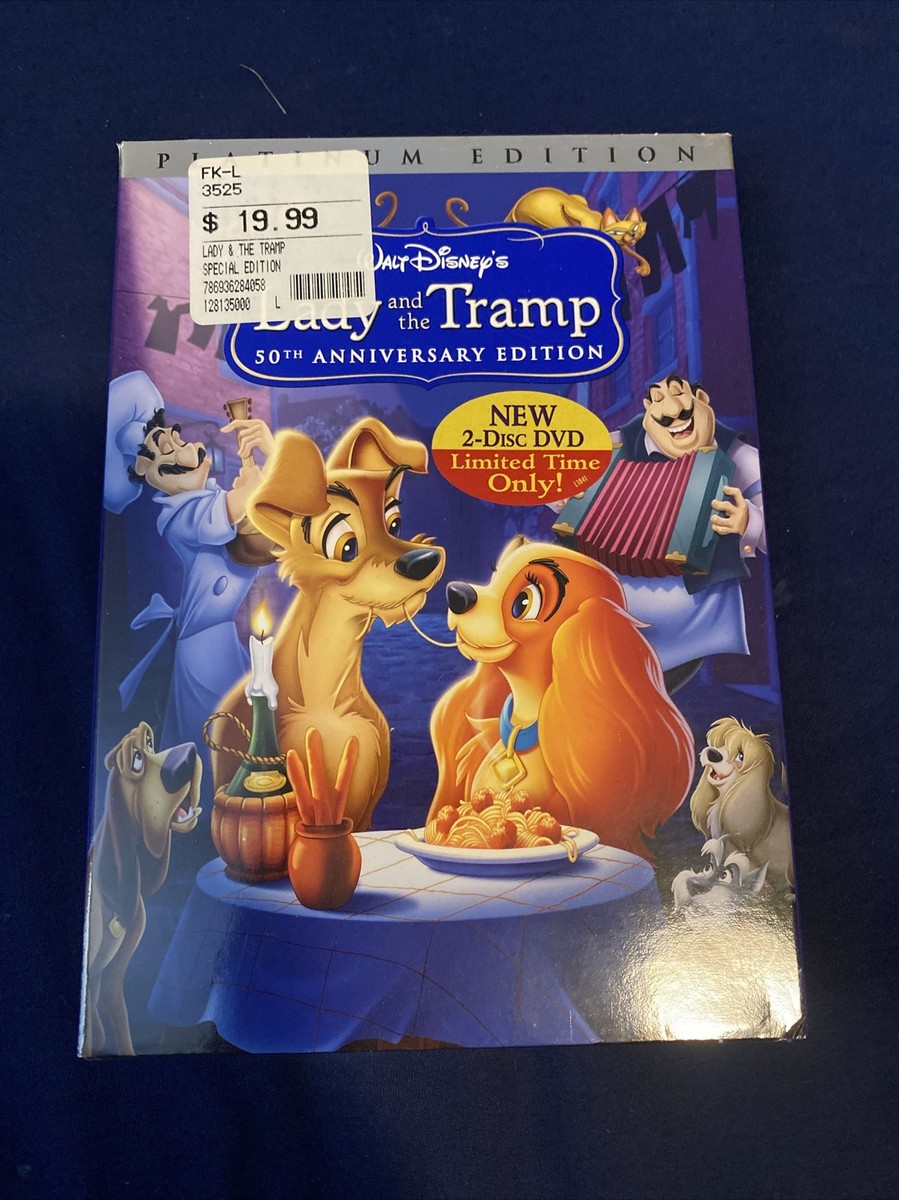 PLATINUM EDITION
FK-L
3525
$ 19.99
LADY & THE TRAMP
SPECIAL EDITION
786936284058
128135000 L
Walt Disney's
Lady and the Tramp
50TH ANNIVERSARY EDITION
NEW
2-Disc DVD
Limited Time
Only!